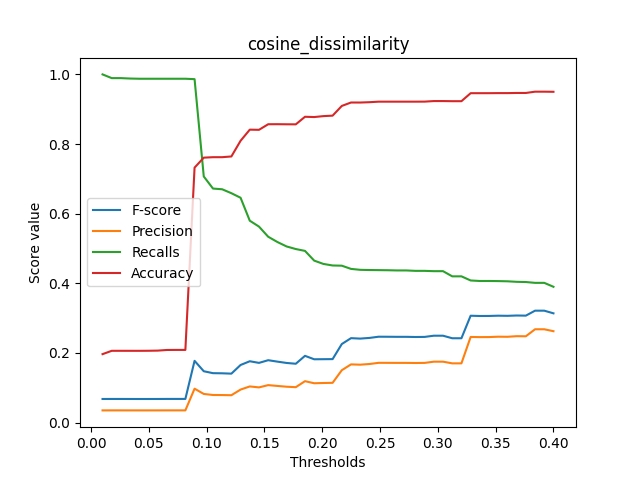 cosine_dissimilarity
Score value
1.0
0.8
0.6
0.4
0.2
0.0
F-score
Precision
Recalls
Accuracy
0.00 0.05 0.10 0.15 0.20 0.25 0.30 0.35 0.40
Thresholds